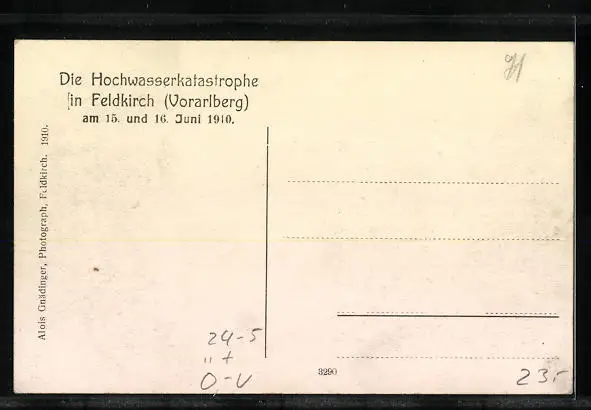 Die Hochwasserkatastrophe
in Feldkirch (Vorarlberg)
am 15. und 16. Juni 1910.
Alois Gnädinger, Photograph, Feldkirch. 1910.
24-5
" +
0,-V
3290
23.-